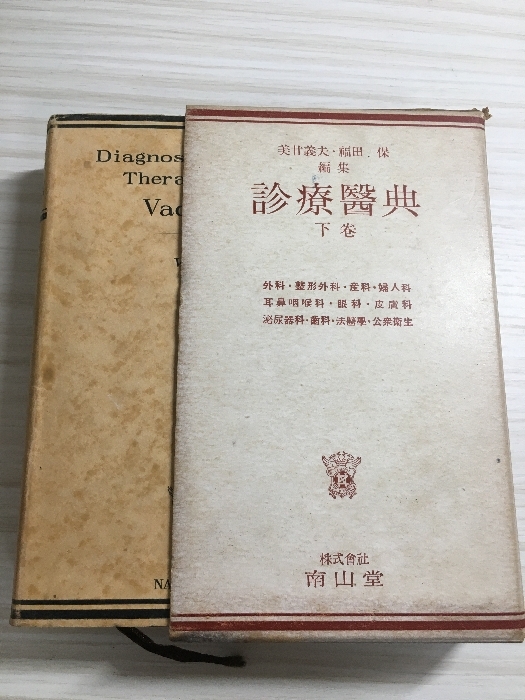 Diagnos
Thera
Vad
美甘義夫・福田 保
編集
診療醫典
下巻
外科・整形外科・産科・婦人科
耳鼻咽喉科・眼科・皮膚科
泌尿器科・歯科・法醫學・公衆衛生
株式會社
南山堂
NA